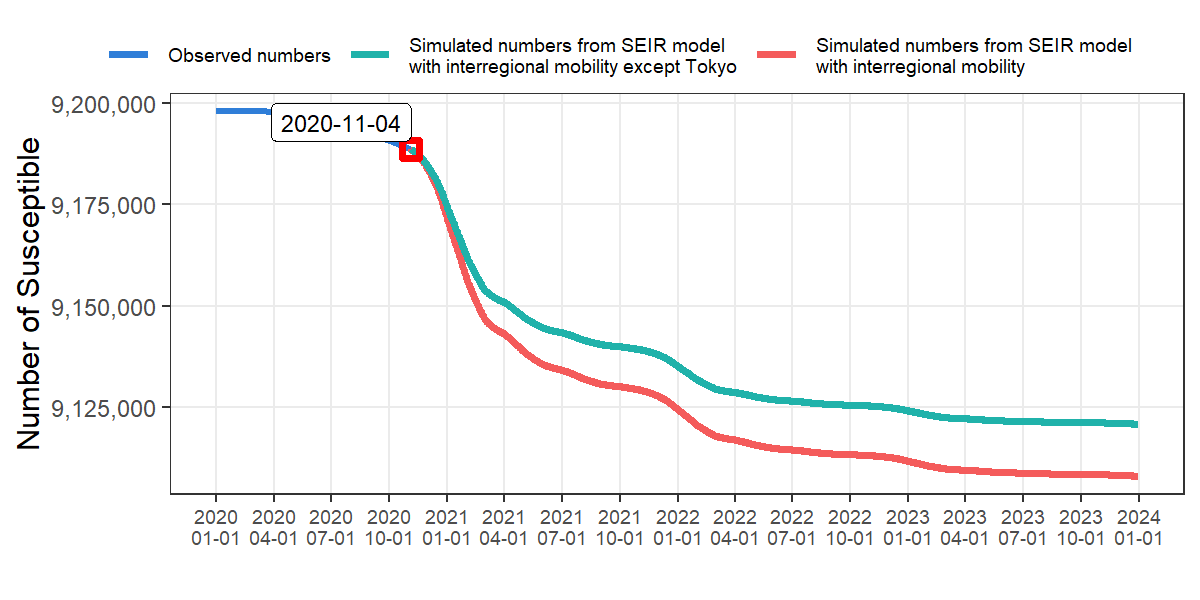 Observed numbers
Simulated numbers from SEIR model
with interregional mobility except Tokyo
Simulated numbers from SEIR model
with interregional mobility
Number of Susceptible
9,200,000
9,175,000
9,150,000
9,125,000
2020-11-04
2020 2020 2020 2020 2021 2021 2021 2021 2022 2022 2022 2022 2023 2023 2023 2023 2024
01-01 04-01 07-01 10-01 01-01 04-01 07-01 10-01 01-01 04-01 07-01 10-01 01-01 04-01 07-01 10-01 01-01